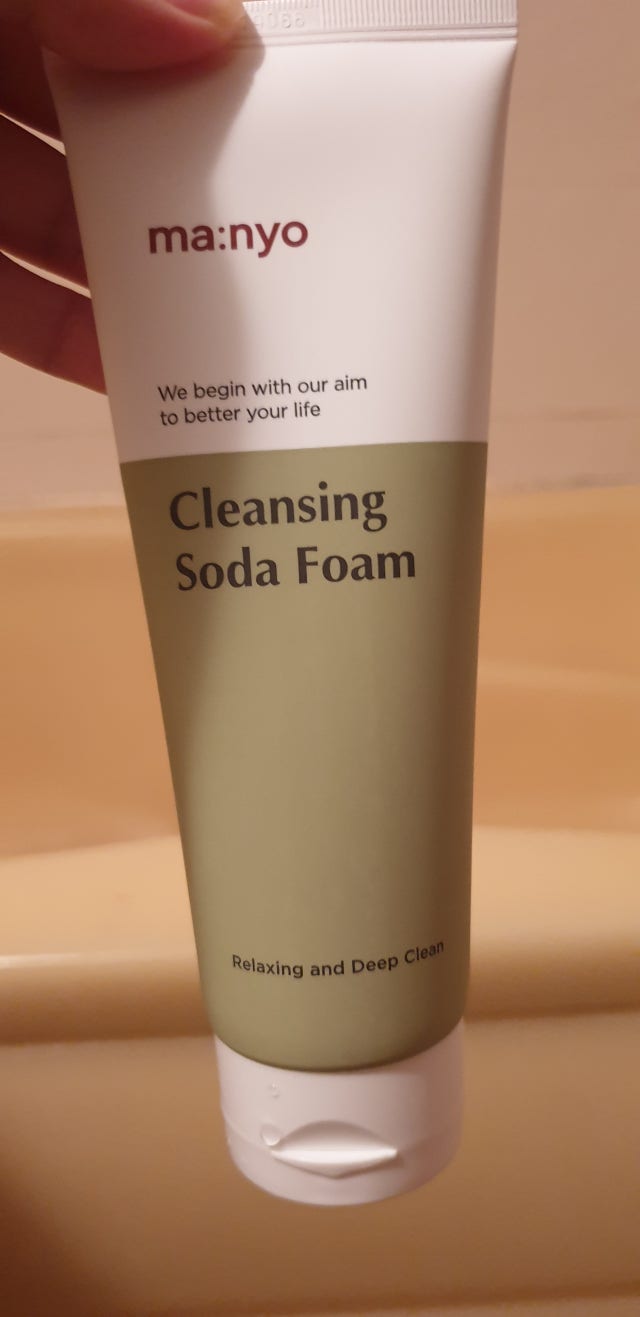 ma:nyo
We begin with our aim
to better your life
Cleansing
Soda Foam
Relaxing and Deep Clean